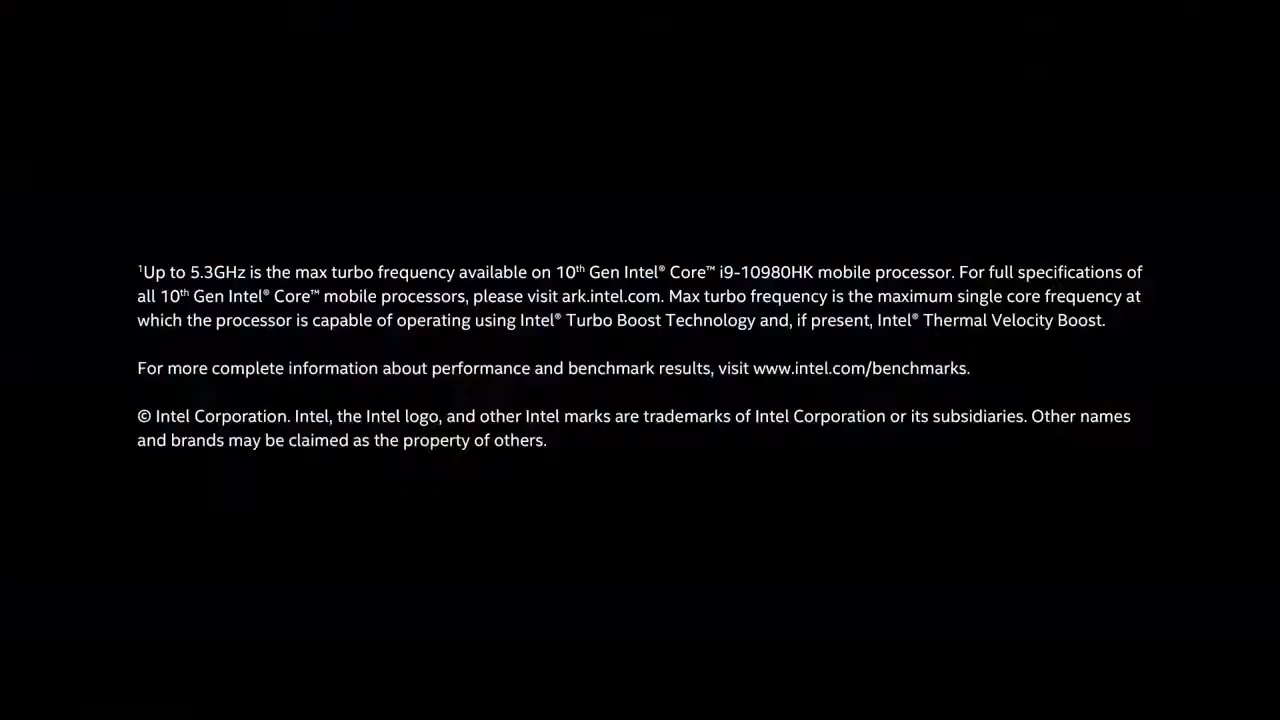 ¹Up to 5.3GHz is the max turbo frequency available on 10th Gen Intel® Core™ i9-10980HK mobile processor. For full specifications of
all 10th Gen Intel® Core™ mobile processors, please visit ark.intel.com. Max turbo frequency is the maximum single core frequency at
which the processor is capable of operating using Intel® Turbo Boost Technology and, if present, Intel® Thermal Velocity Boost.
For more complete information about performance and benchmark results, visit www.intel.com/benchmarks.
© Intel Corporation. Intel, the Intel logo, and other Intel marks are trademarks of Intel Corporation or its subsidiaries. Other names
and brands may be claimed as the property of others.